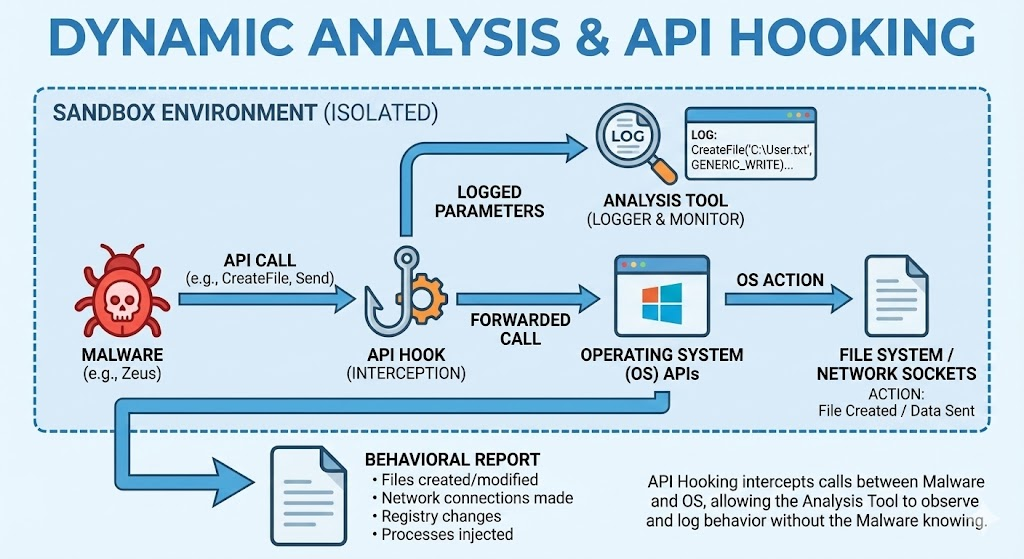 DYNAMIC ANALYSIS & API HOOKING
SANDBOX ENVIRONMENT (ISOLATED)
LOG
LOG:
CreateFile('C:\User.txt',
GENERIC_WRITE)...
LOGGED
PARAMETERS
ANALYSIS TOOL
(LOGGER & MONITOR)
API CALL
(e.g., CreateFile, Send)
FORWARDED
CALL
OS ACTION
MALWARE
(e.g., Zeus)
API HOOK
(INTERCEPTION)
OPERATING SYSTEM
(OS) APIs
FILE SYSTEM /
NETWORK SOCKETS
ACTION:
File Created / Data Sent
BEHAVIORAL REPORT
• Files created/modified
• Network connections made
• Registry changes
• Processes injected
API Hooking intercepts calls between Malware
and OS, allowing the Analysis Tool to observe
and log behavior without the Malware knowing.